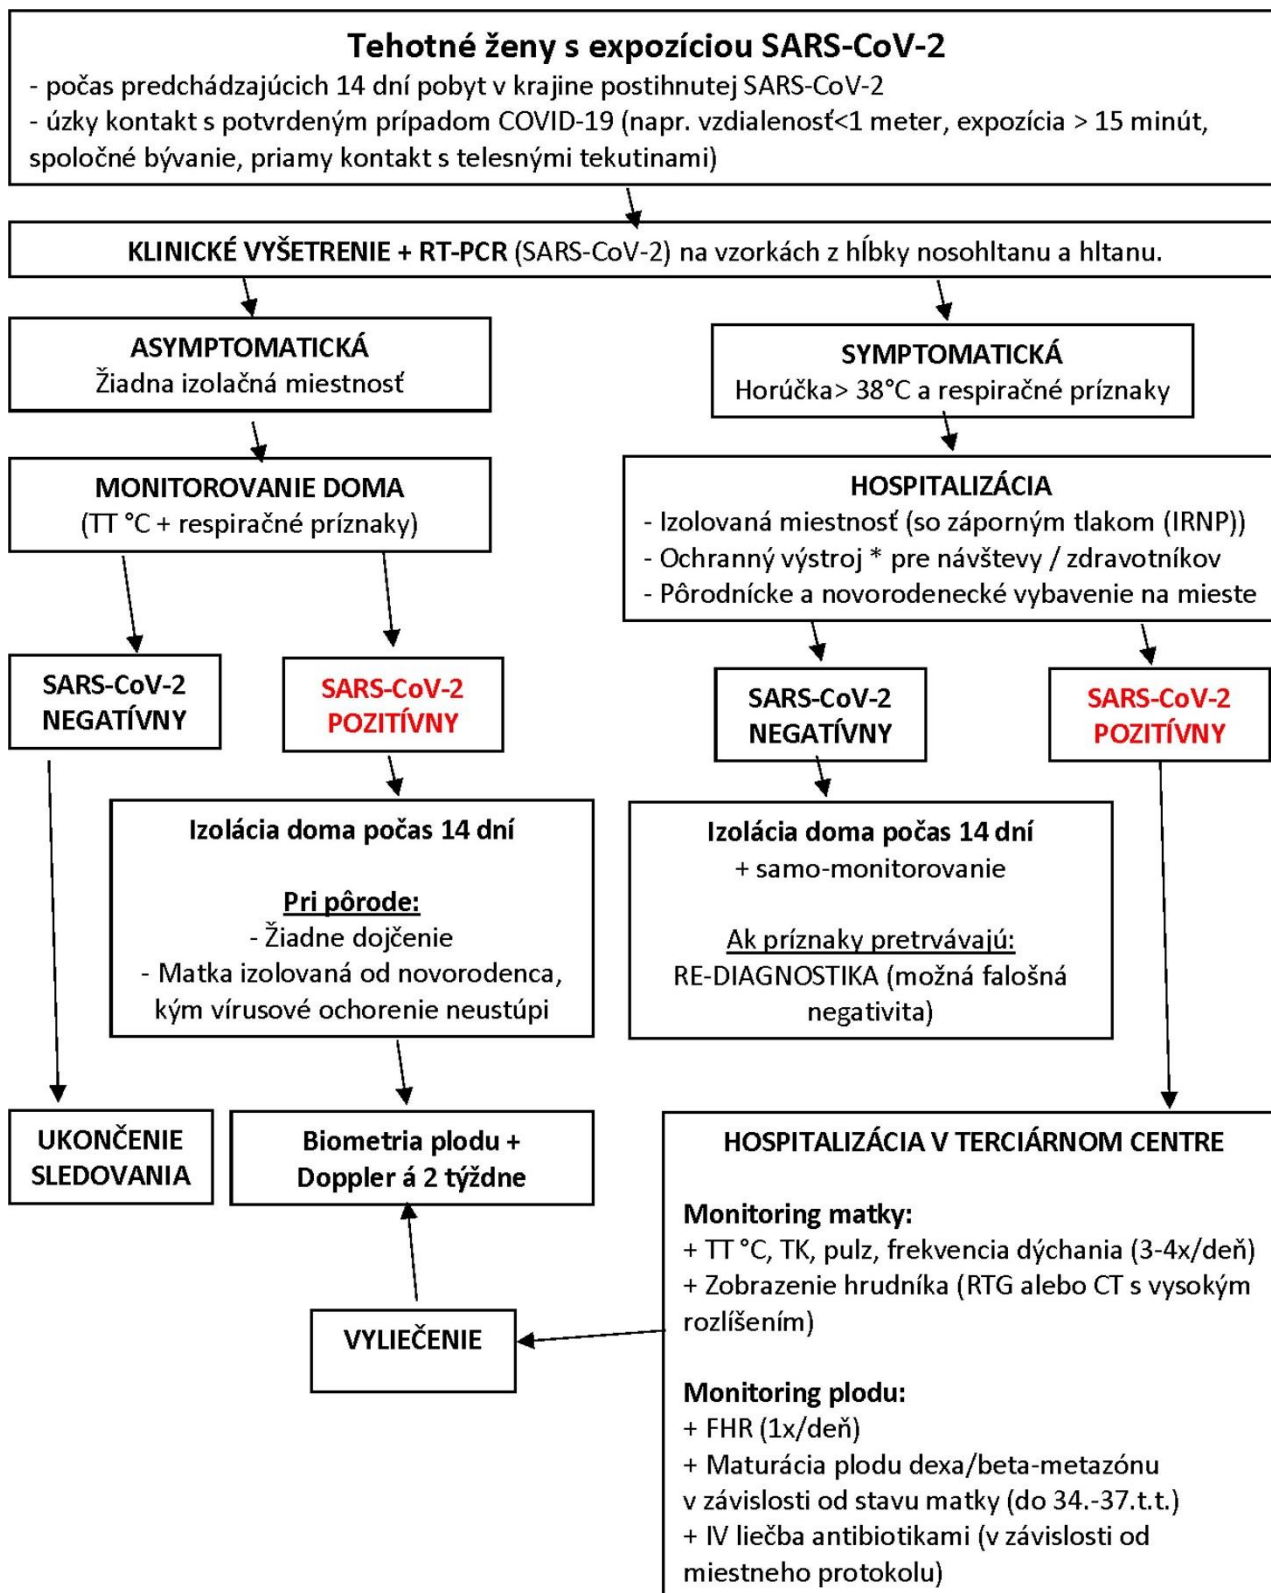 Tehotné ženy s expozíciou SARS-CoV-2
- počas predchádzajúcich 14 dní pobyt v krajine postihnutej SARS-CoV-2
- úzky kontakt s potvrdeným prípadom COVID-19 (napr. vzdialenosť<1 meter, expozícia > 15 minút,
spoločné bývanie, priamy kontakt s telesnými tekutinami)
KLINICKÉ VYŠETRENIE + RT-PCR (SARS-CoV-2) na vzorkách z hĺbky nosohltanu a hltanu.
ASYMPTOMATICKÁ
Žiadna izolačná miestnosť
SYMPTOMATICKÁ
Horúčka> 38°C a respiračné príznaky
MONITOROVANIE DOMA
(TT °C + respiračné príznaky)
HOSPITALIZÁCIA
- Izolovaná miestnosť (so záporným tlakom (IRNP))
- Ochranný výstroj * pre návštevy / zdravotníkov
- Pôrodnícke a novorodenecké vybavenie na mieste
SARS-CoV-2
NEGATÍVNY
SARS-CoV-2
POZITÍVNY
SARS-CoV-2
NEGATÍVNY
SARS-CoV-2
POZITÍVNY
Izolácia doma počas 14 dní
Pri pôrode:
- Žiadne dojčenie
- Matka izolovaná od novorodenca,
kým vírusové ochorenie neustúpi
Izolácia doma počas 14 dní
+ samo-monitorovanie
Ak príznaky pretrvávajú:
RE-DIAGNOSTIKA (možná falošná
negativita)
UKONČENIE
SLEDOVANIA
Biometria plodu +
Doppler á 2 týždne
HOSPITALIZÁCIA V TERCIÁRNOM CENTRE
Monitoring matky:
+ TT °C, TK, pulz, frekvencia dýchania (3-4x/deň)
+ Zobrazenie hrudníka (RTG alebo CT s vysokým
rozlíšením)
VYLIEČENIE
Monitoring plodu:
+ FHR (1x/deň)
+ Maturácia plodu dexa/beta-metazónu
v závislosti od stavu matky (do 34.-37.t.t.)
+ IV liečba antibiotikami (v závislosti od
miestneho protokolu)